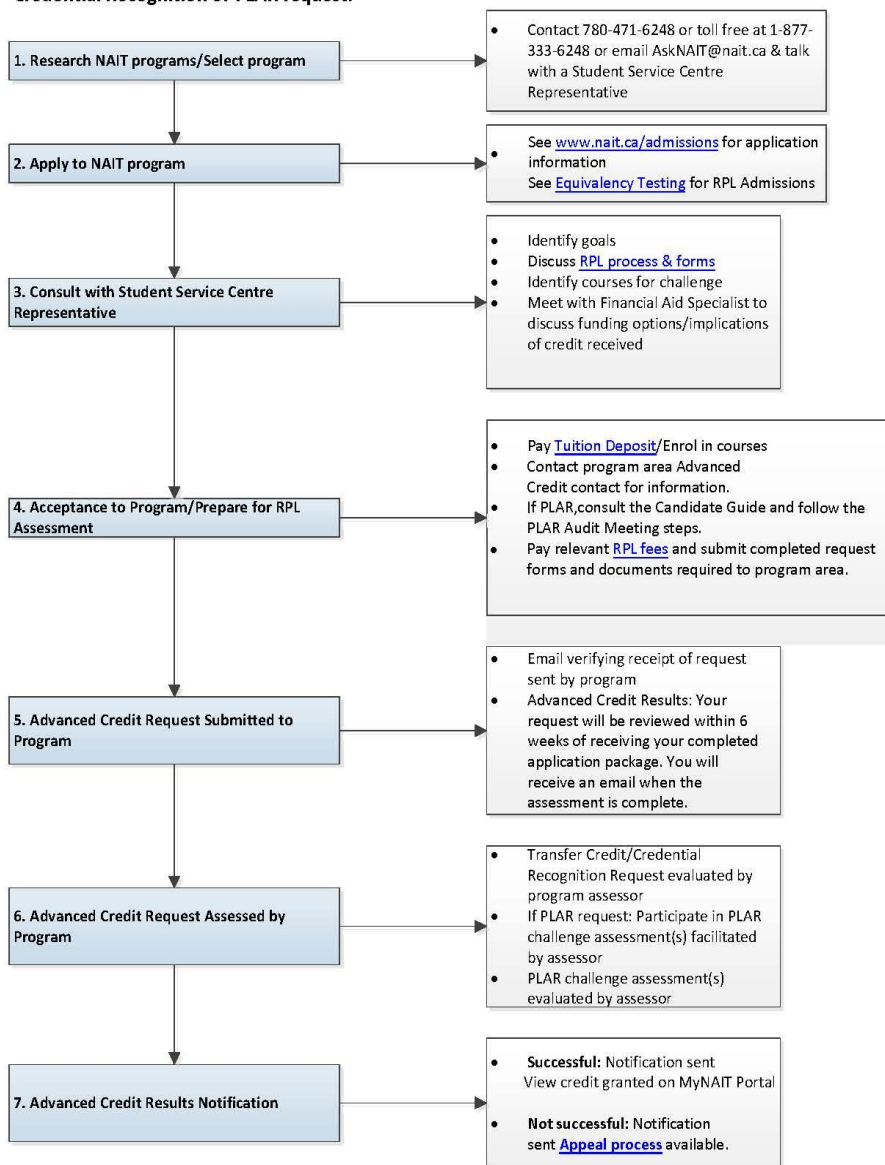 1. Research NAIT programs/Select program
• Contact 780-471-6248 or toll free at 1-877-
333-6248 or email AskNAIT@nait.ca & talk
with a Student Service Centre
Representative
2. Apply to NAIT program
• See www.nait.ca/admissions for application
information
See Equivalency Testing for RPL Admissions
3. Consult with Student Service Centre
Representative
• Identify goals
• Discuss RPL process & forms
• Identify courses for challenge
• Meet with Financial Aid Specialist to
discuss funding options/implications
of credit received
4. Acceptance to Program/Prepare for RPL
Assessment
• Pay Tuition Deposit/Enrol in courses
• Contact program area Advanced
Credit contact for information.
• If PLAR,consult the Candidate Guide and follow the
PLAR Audit Meeting steps.
• Pay relevant RPL fees and submit completed request
forms and documents required to program area.
5. Advanced Credit Request Submitted to
Program
• Email verifying receipt of request
sent by program
• Advanced Credit Results: Your
request will be reviewed within 6
weeks of receiving your completed
application package. You will
receive an email when the
assessment is complete.
6. Advanced Credit Request Assessed by
Program
• Transfer Credit/Credential
Recognition Request evaluated by
program assessor
• If PLAR request: Participate in PLAR
challenge assessment(s) facilitated
by assessor
• PLAR challenge assessment(s)
evaluated by assessor
7. Advanced Credit Results Notification
• Successful: Notification sent
View credit granted on MyNAIT Portal
• Not successful: Notification
sent Appeal process available.